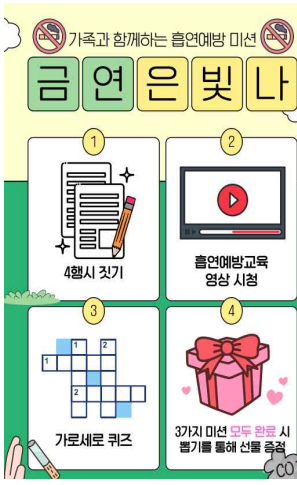 가족과 함께하는 흡연예방 미션
금연은빛나
1
2
4행시 짓기
흡연예방교육
영상 시청
3
4
1
2
1
2
가로세로 퀴즈
3가지 미션 모두 완료 시
뽑기를 통해 선물 증정
CO